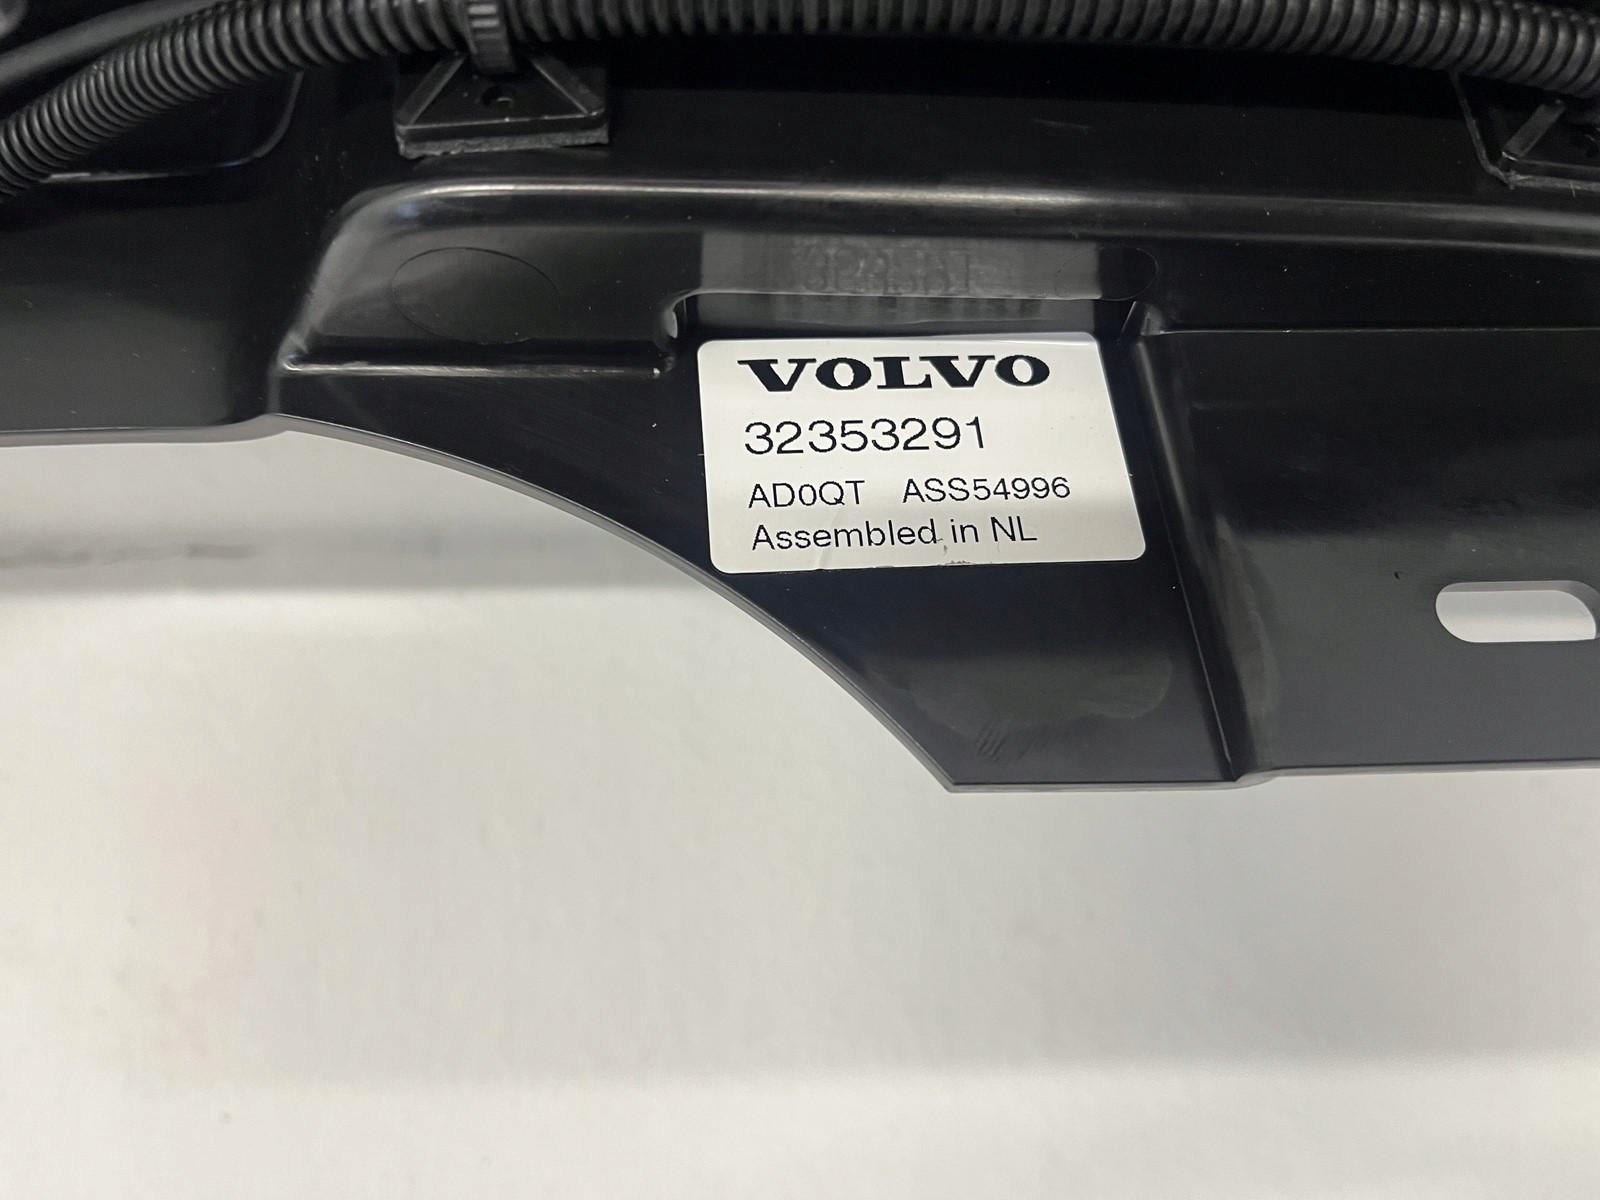 VOLVO
32353291
AD0QT ASS54996
Assembled in NL